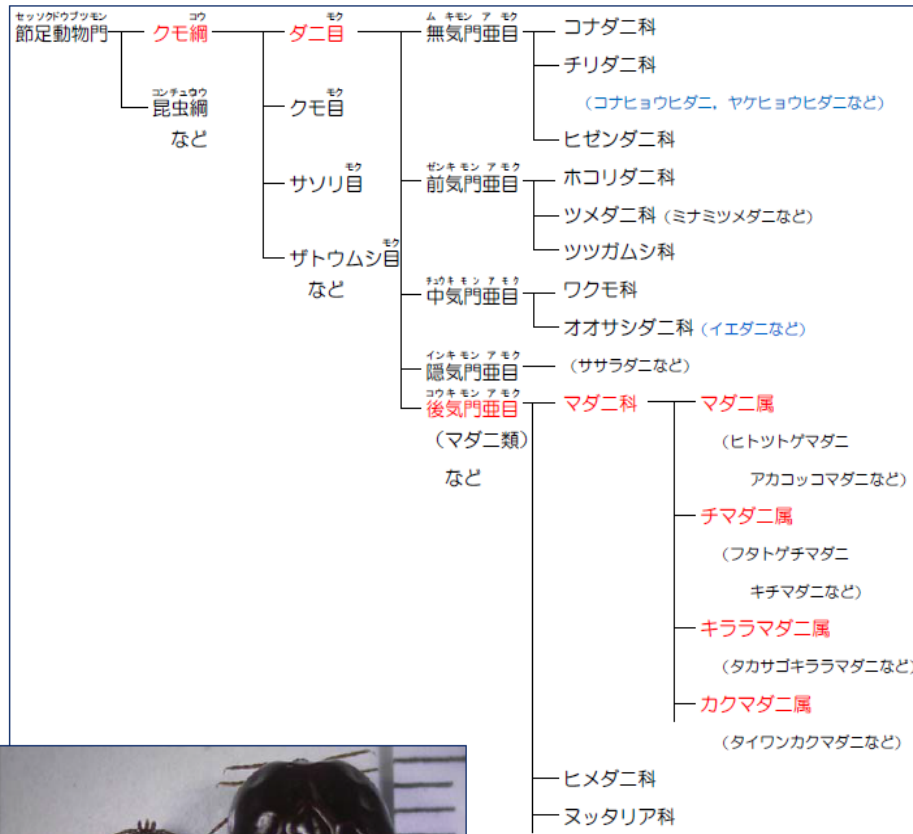 セッソクドウブツモン コウ モク ム キモン ア モク
節足動物門 クモ綱 ダニ目 無気門亜目 コナダニ科
チリダニ科
(コナヒョウヒダニ，ヤケヒョウヒダニなど)
コンチュウコウ モク
昆虫綱 クモ目
など ヒゼンダニ科
モク ゼンキ モン ア モク
サソリ目 前気門亜目 ホコリダニ科
ツメダニ科(ミナミツメダニなど)
モク
ザトウムシ目 ツツガムシ科
など
チュウキ モン ア モク
中気門亜目 ワクモ科
オオサシダニ科(イエダニなど)
インキ モン ア モク
隠気門亜目 (ササラダニなど)
コウキ モン ア モク
後気門亜目 マダニ科 マダニ属
(マダニ類) (ヒトツトゲマダニ
など アカコッコマダニなど)
チマダニ属
(フタトゲチマダニ
キチマダニなど)
キララマダニ属
(タカサゴキララマダニなど)
カクマダニ属
(タイワンカクマダニなど)
ヒメダニ科
ヌッタリア科